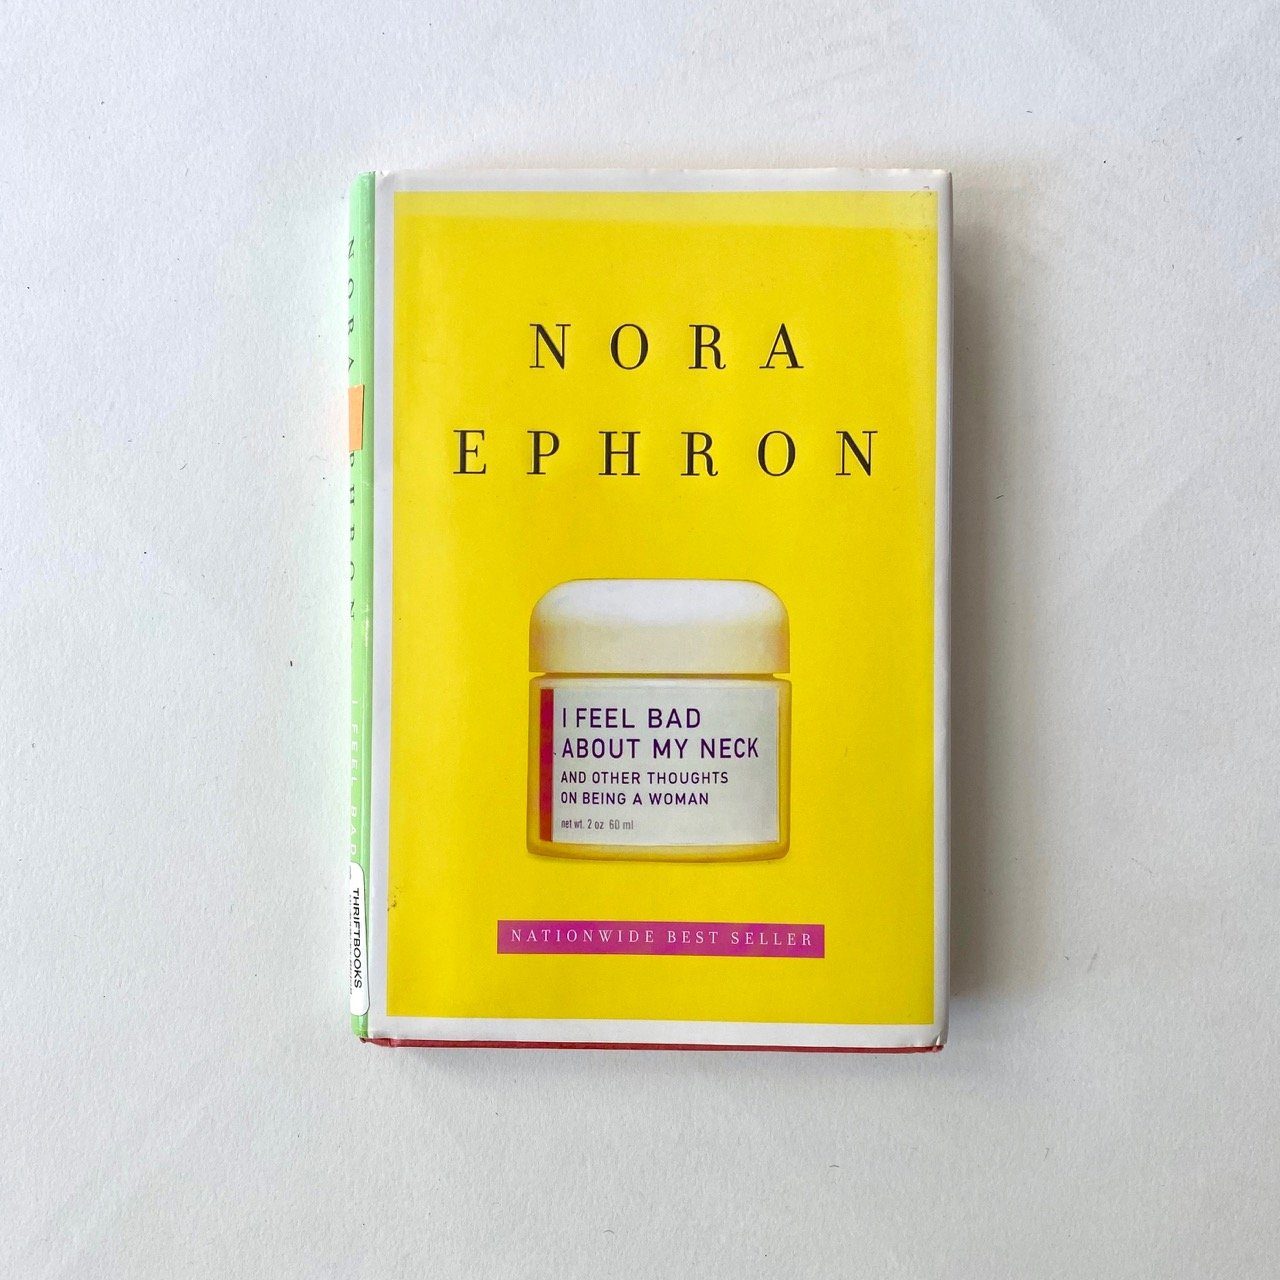 NORA
EPHRON
I FEEL BAD
ABOUT MY NECK
AND OTHER THOUGHTS
ON BEING A WOMAN
net wt. 2 oz 60 ml
NATIONWIDE BEST SELLER
NORA EPHRON I FEEL BAD
THRIFTBOOKS